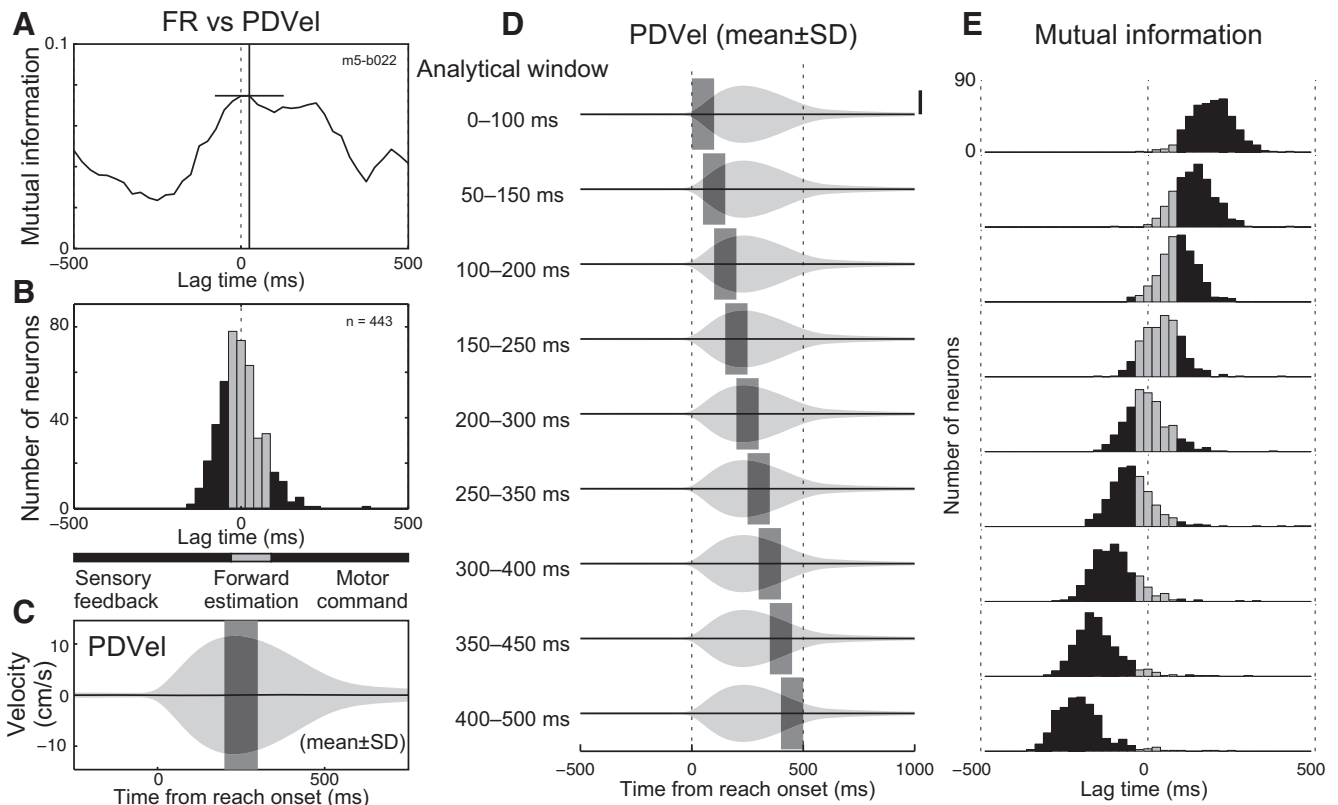 A
FR vs PDVel
Mutual information
0.1
0
m5-b022
−500
0
500
Lag time (ms)
B
Number of neurons
80
40
0
n = 443
−500
0
500
Lag time (ms)
Sensory
feedback
Forward
estimation
Motor
command
C
PDVel
Velocity
(cm/s)
10
0
−10
(mean±SD)
0
500
Time from reach onset (ms)
D
PDVel (mean±SD)
Analytical window
0–100 ms
50–150 ms
100–200 ms
150–250 ms
200–300 ms
250–350 ms
300–400 ms
350–450 ms
400–500 ms
−500
0
500
1000
Time from reach onset (ms)
E
Mutual information
90
0
Number of neurons
−500
0
500
Lag time (ms)